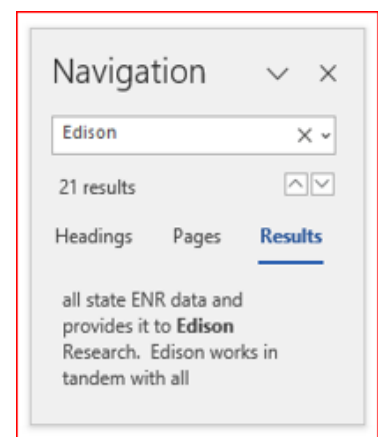 Navigation
Edison
21 results
Headings Pages Results
all state ENR data and
provides it to Edison
Research.  Edison works in
tandem with all